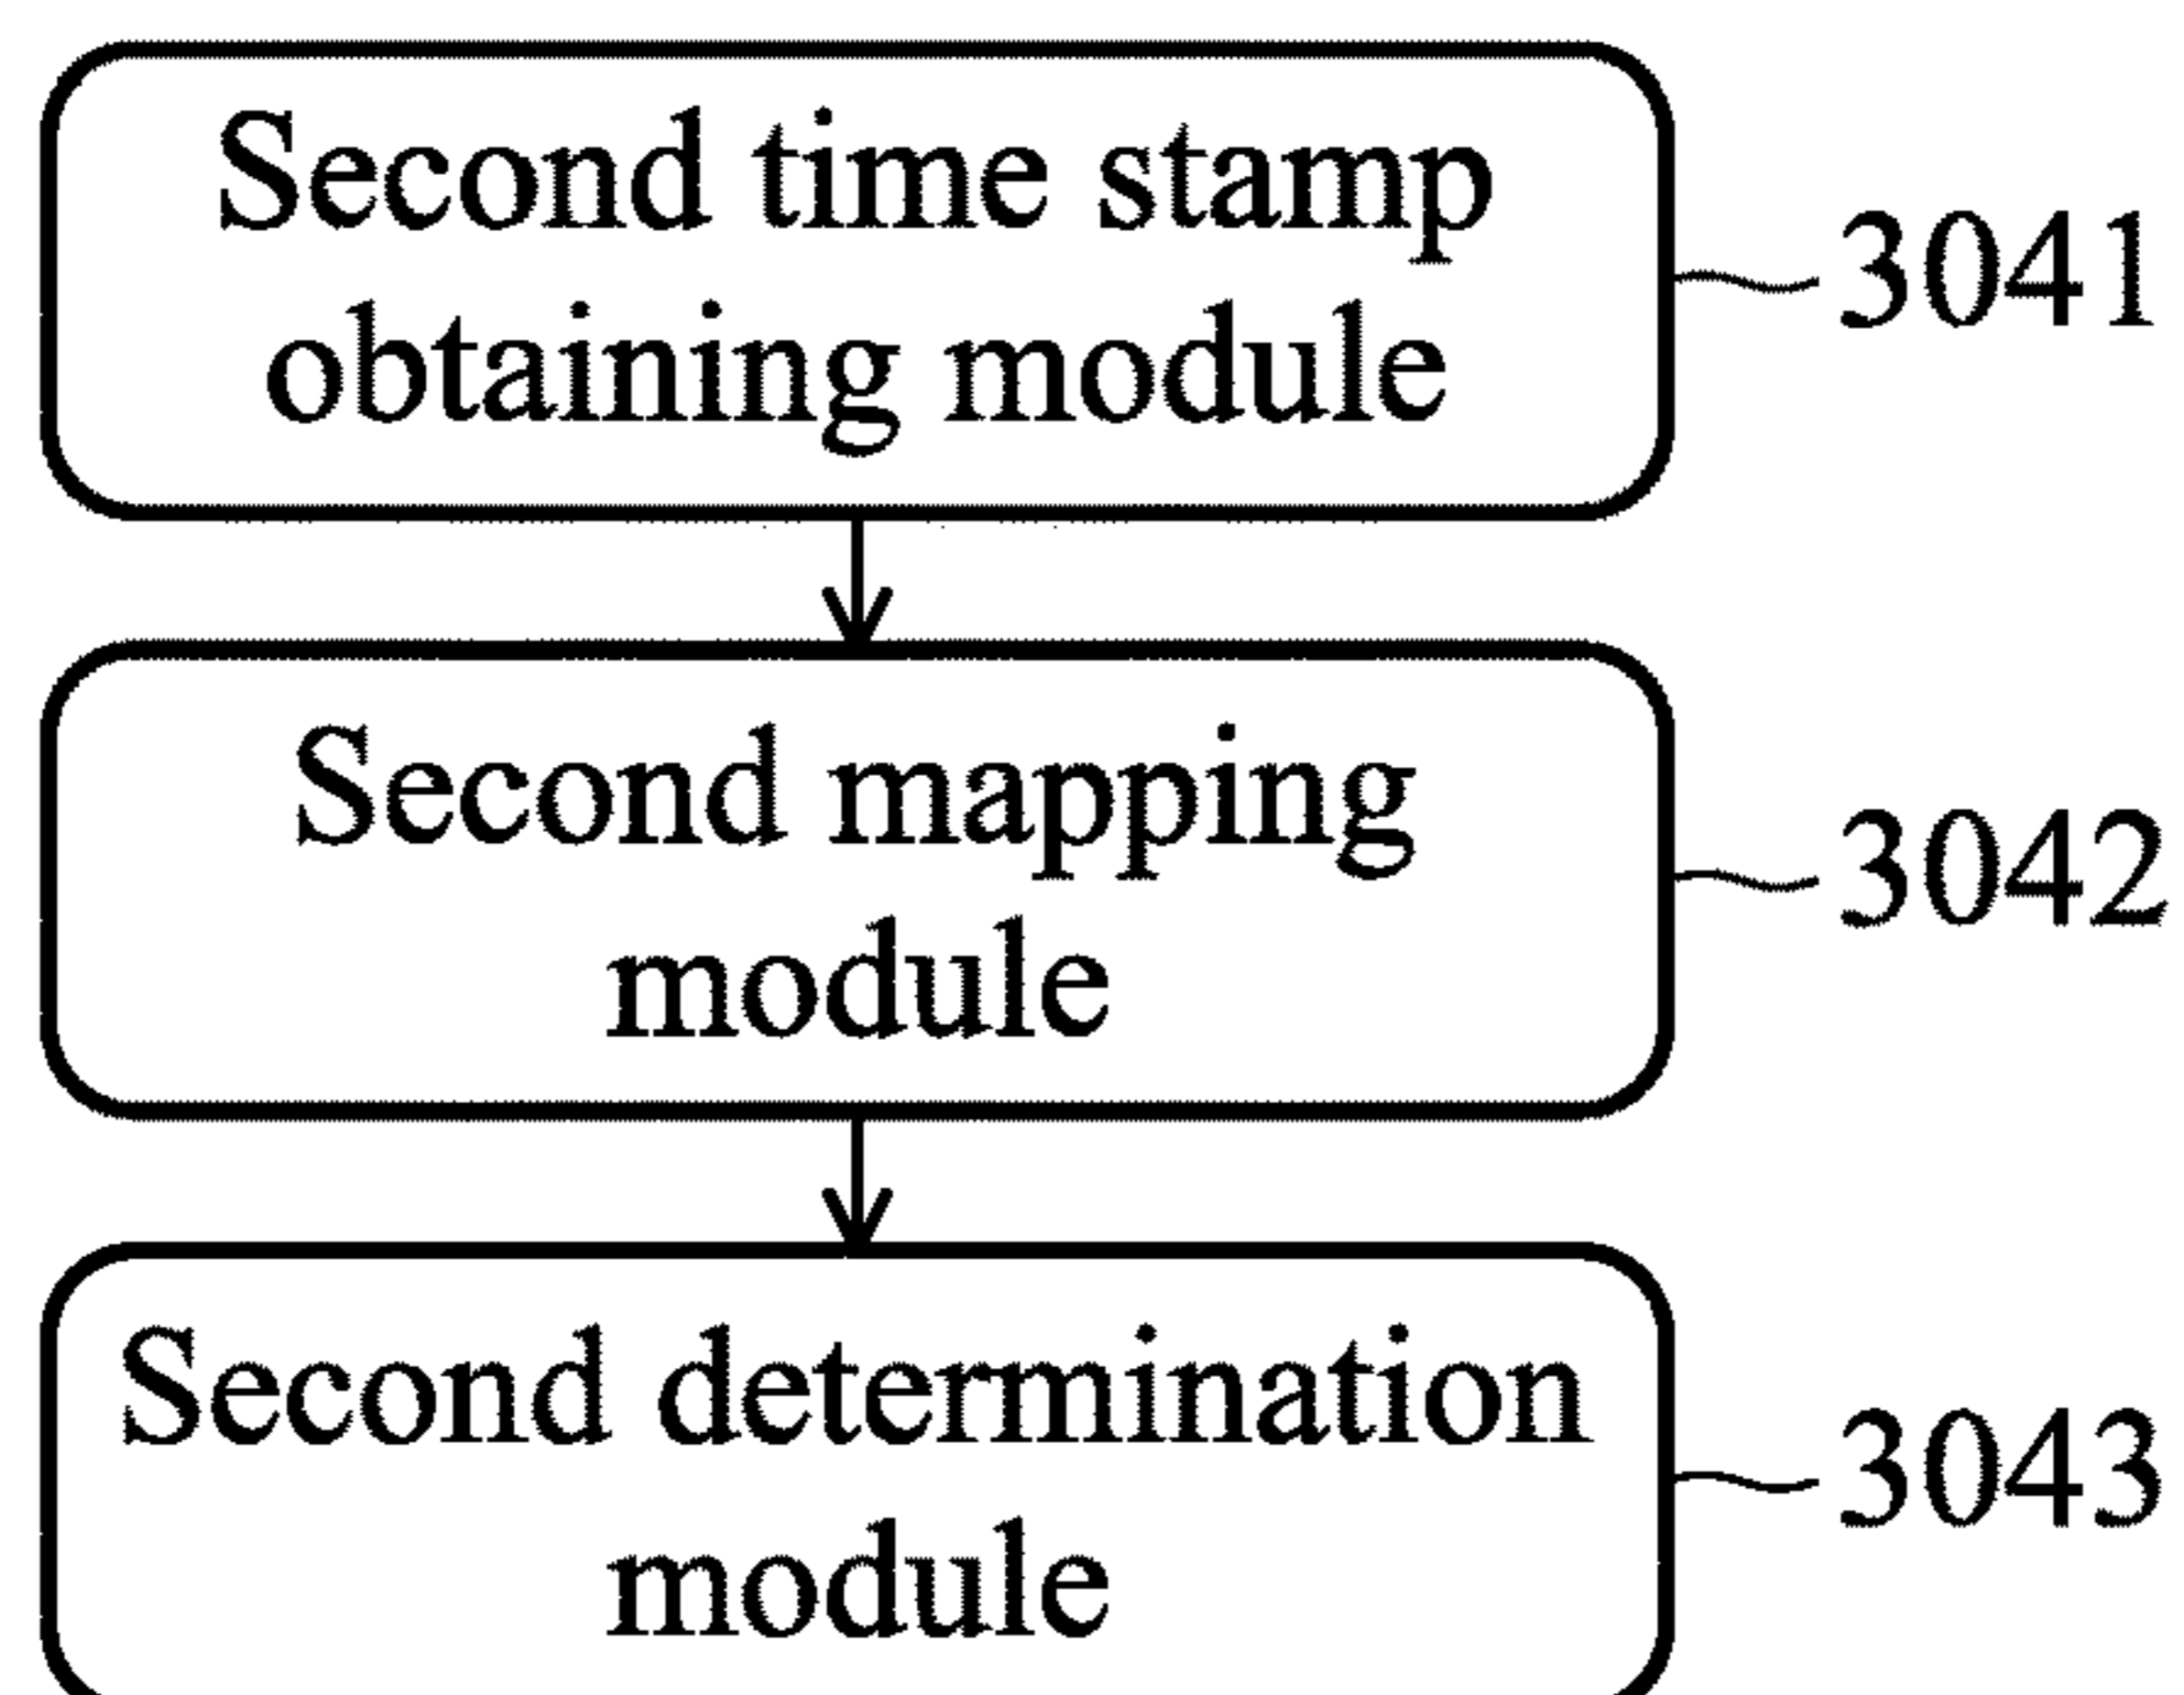 Second time stamp
obtaining module
3041
Second mapping
module
3042
Second determination
module
3043